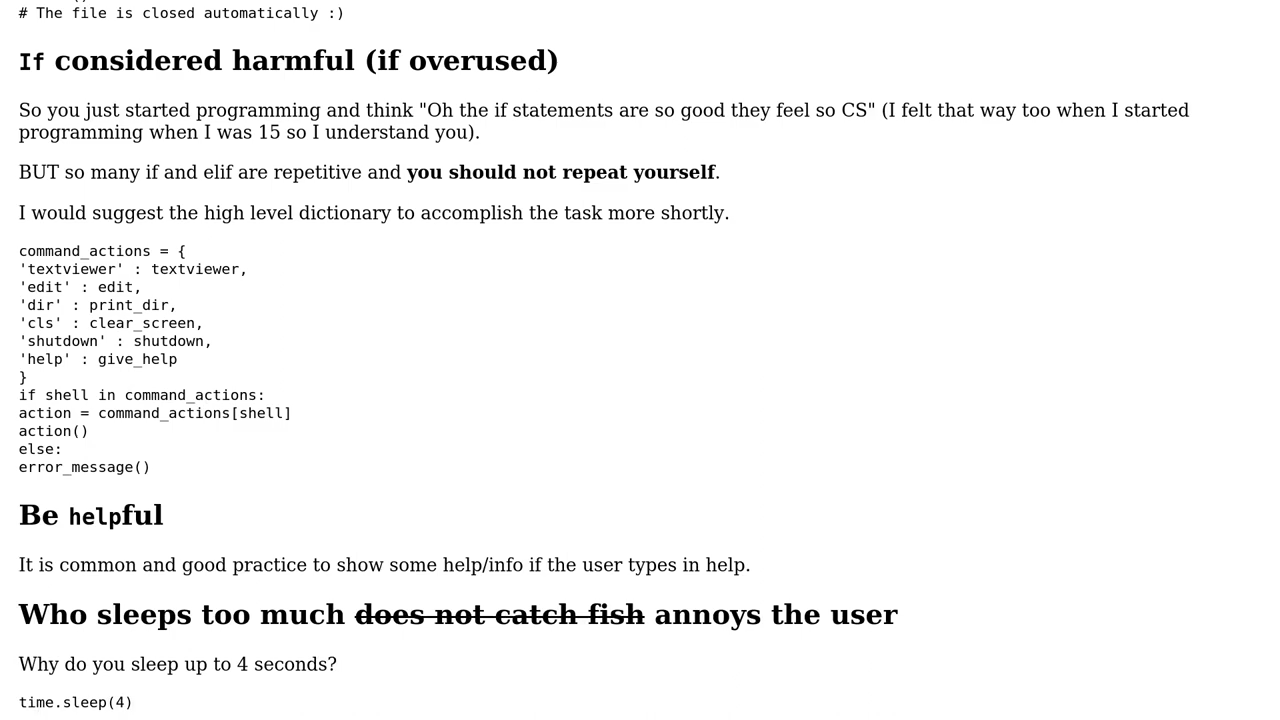 # The file is closed automatically :)
If considered harmful (if overused)
So you just started programming and think "Oh the if statements are so good they feel so CS" (I felt that way too when I started
programming when I was 15 so I understand you).
BUT so many if and elif are repetitive and you should not repeat yourself.
I would suggest the high level dictionary to accomplish the task more shortly.
command_actions = {
'textviewer' : textviewer,
'edit' : edit,
'dir' : print_dir,
'cls' : clear_screen,
'shutdown' : shutdown,
'help' : give_help
}
if shell in command_actions:
action = command_actions[shell]
action()
else:
error_message()
Be helpful
It is common and good practice to show some help/info if the user types in help.
Who sleeps too much does not catch fish annoys the user
Why do you sleep up to 4 seconds?
time.sleep(4)